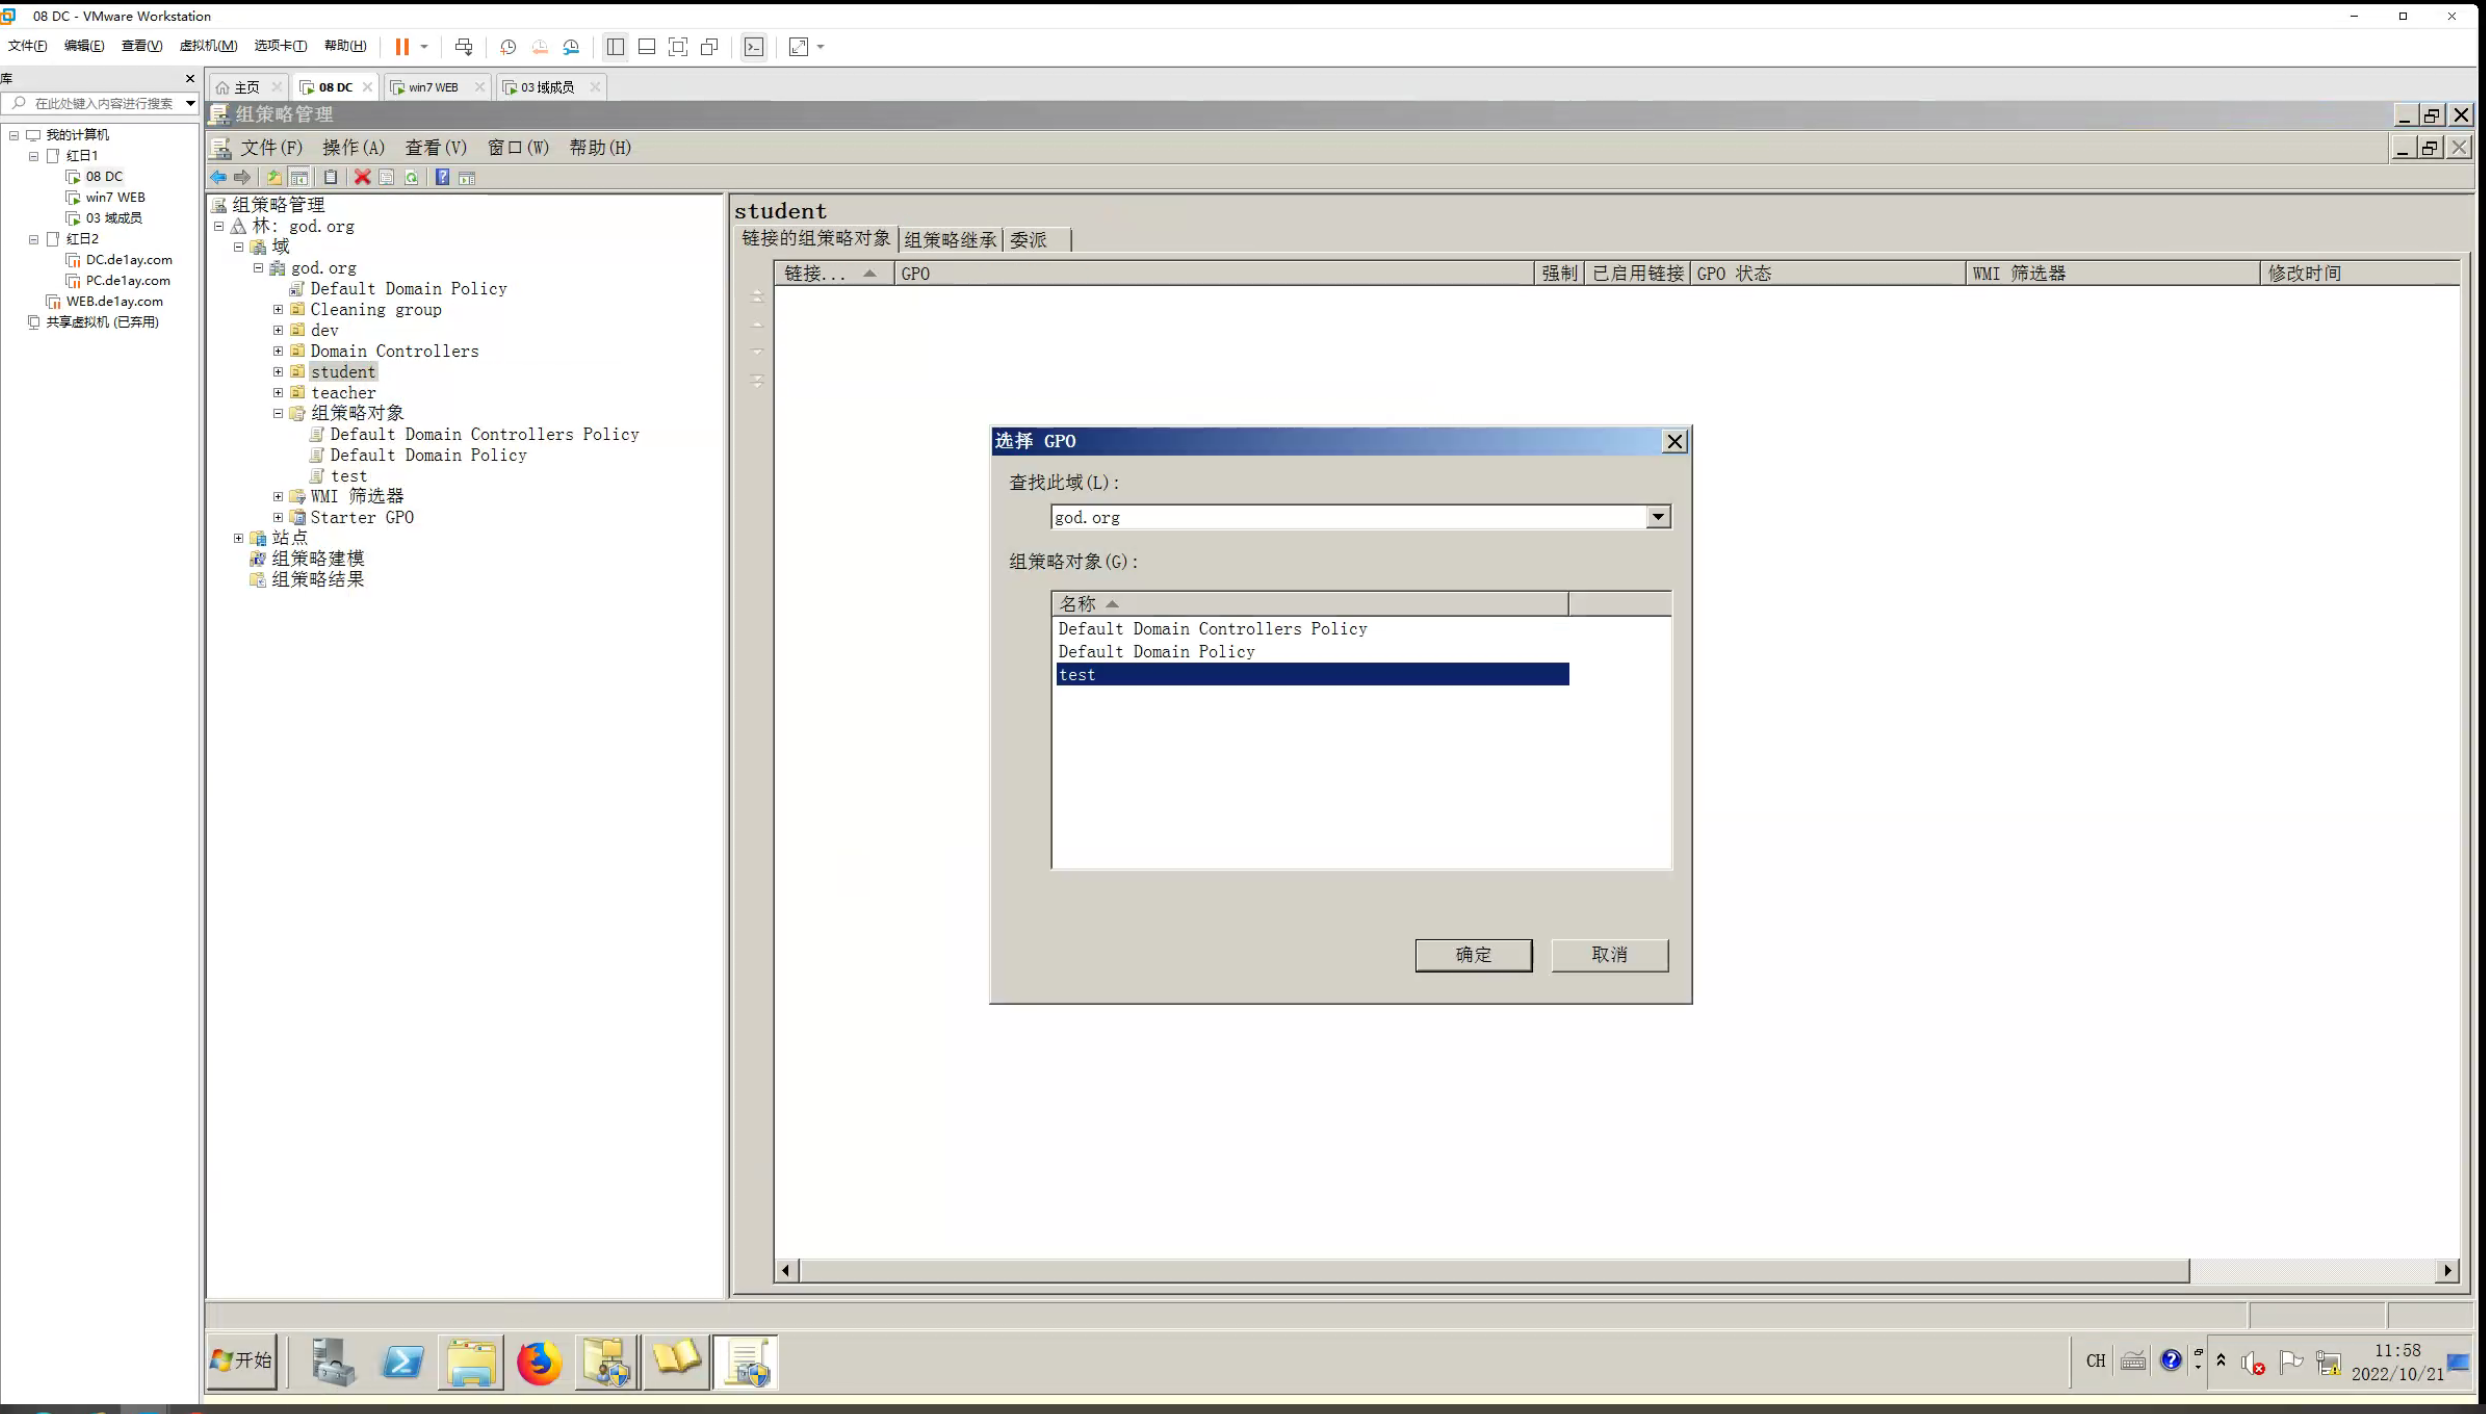 08 DC - VMware Workstation
文件(F) 编辑(E) 查看(V) 虚拟机(M) 选项卡(T) 帮助(H)
库
主页 08 DC win7 WEB 03 域成员
在此处键入内容进行搜索
我的计算机
红日1
08 DC
win7 WEB
03 域成员
红日2
DC.de1ay.com
PC.de1ay.com
WEB.de1ay.com
共享虚拟机 (已弃用)
组策略管理
文件(F) 操作(A) 查看(V) 窗口(W) 帮助(H)
组策略管理
林: god.org
域
god.org
Default Domain Policy
Cleaning group
dev
Domain Controllers
student
teacher
组策略对象
Default Domain Controllers Policy
Default Domain Policy
test
WMI 筛选器
Starter GPO
站点
组策略建模
组策略结果
student
链接的组策略对象 组策略继承 委派
链接... GPO 强制 已启用链接 GPO 状态 WMI 筛选器 修改时间
选择 GPO
查找此域(L):
god.org
组策略对象(G):
名称
Default Domain Controllers Policy
Default Domain Policy
test
确定 取消
开始
CH
11:58
2022/10/21